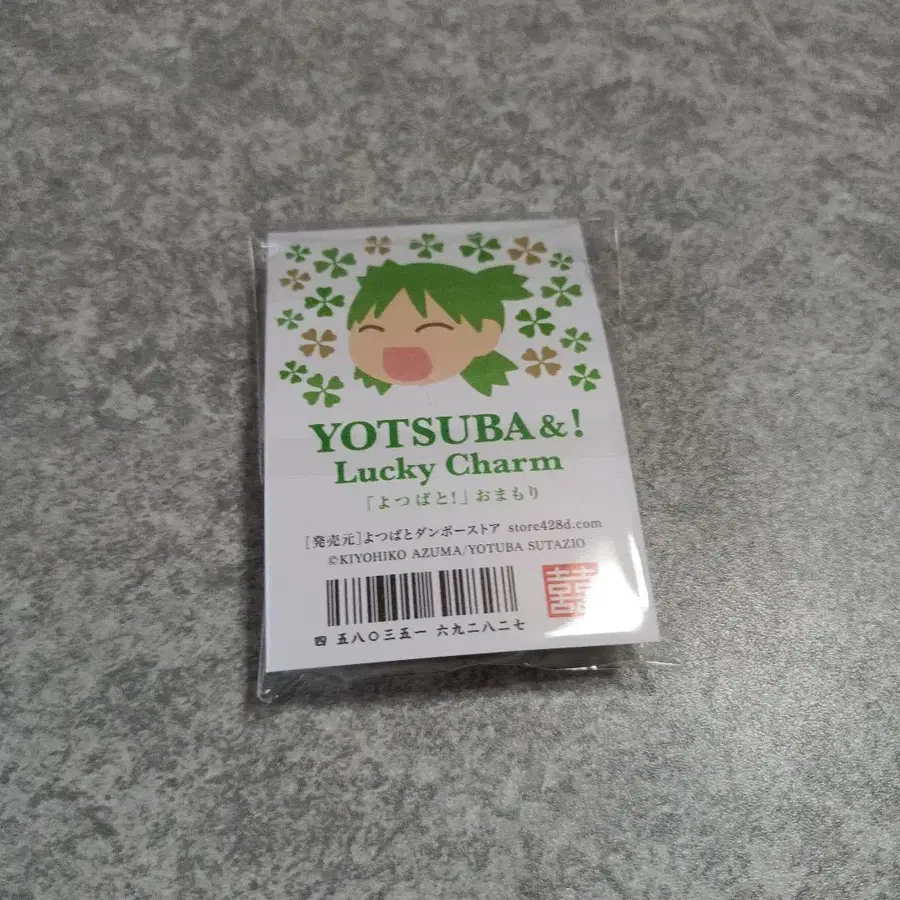 YOTSUBA&!
Lucky Charm
「よつばと!」おまもり
[発売元]よつばとダンボーストア store428d.com
©KIYOHIKO AZUMA/YOTUBA SUTAZIO
四 五八〇三五一 六九二八二七
囍